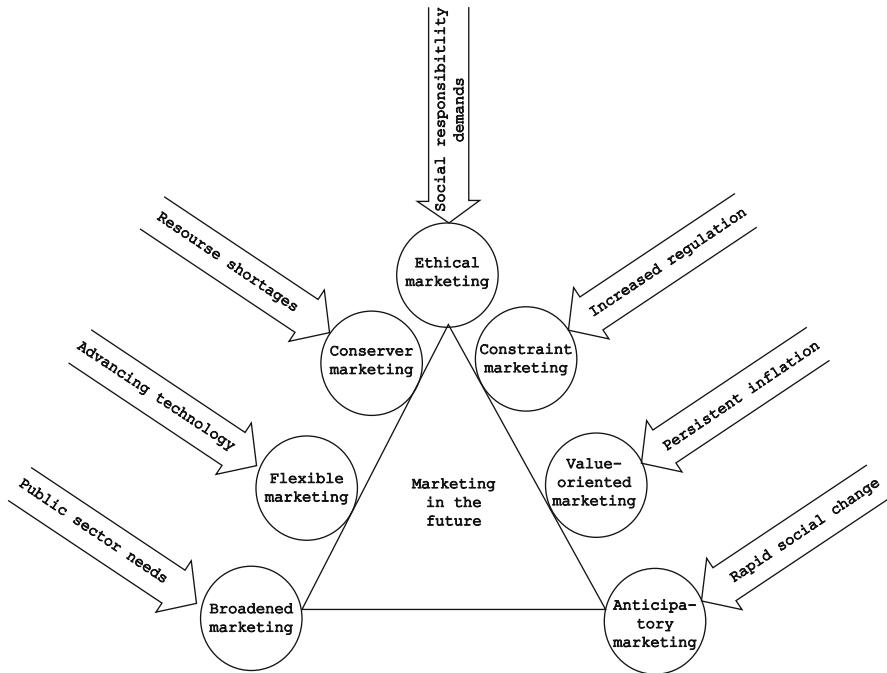 Social responsibitlity
demands
Ethical
marketing
Resourse shortages
Increased regulation
Conserver
marketing
Constraint
marketing
Advancing technology
Persistent inflation
Flexible
marketing
Marketing
in the
future
Value-
oriented
marketing
Public sector needs
Rapid social change
Broadened
marketing
Anticipa-
tory
marketing